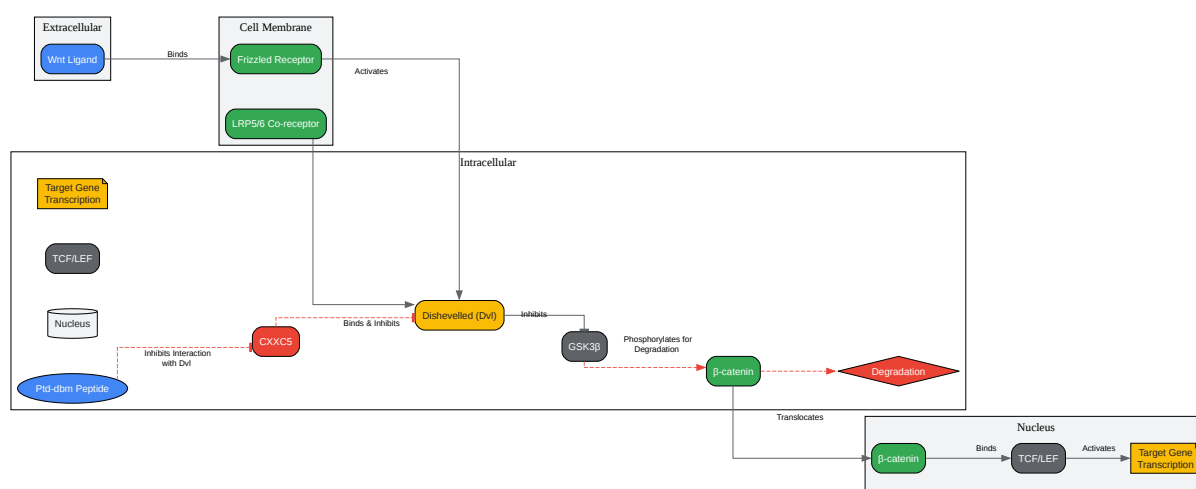 Extracellular
Cell Membrane
Wnt Ligand
Binds
Frizzled Receptor
Activates
LRP5/6 Co-receptor
Intracellular
Target Gene
Transcription
TCF/LEF
Nucleus
Ptd-dbm Peptide
Inhibits Interaction
with Dvl
CXXC5
Binds & Inhibits
Dishevelled (Dvl)
Inhibits
GSK3β
Phosphorylates for
Degradation
β-catenin
Degradation
Translocates
Nucleus
β-catenin
Binds
TCF/LEF
Activates
Target Gene
Transcription